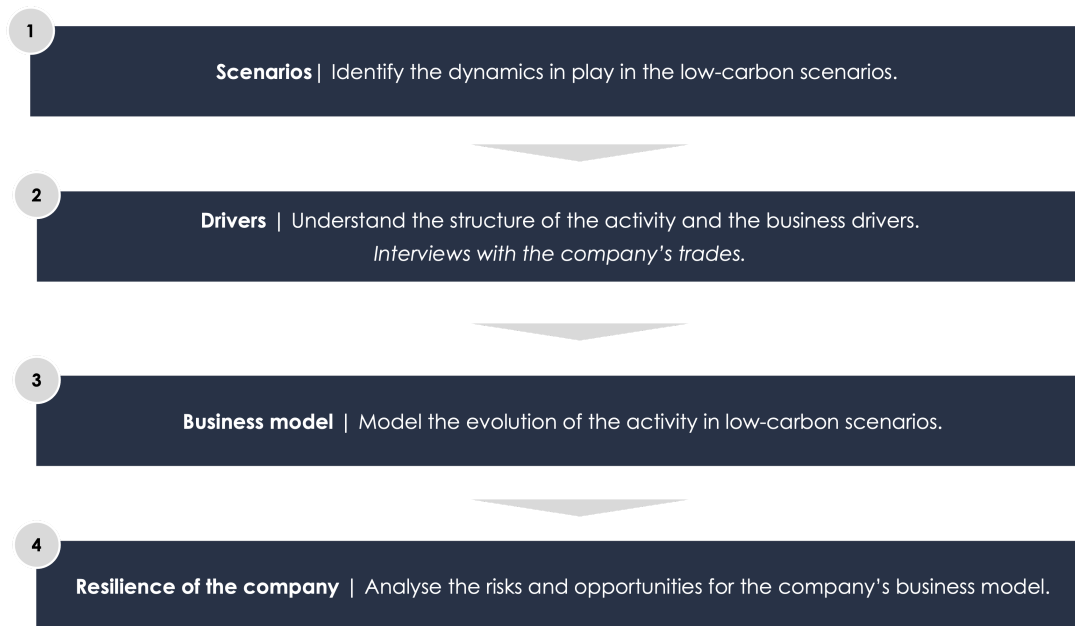 1
Scenarios| Identify the dynamics in play in the low-carbon scenarios.
2
Drivers | Understand the structure of the activity and the business drivers.
Interviews with the company's trades.
3
Business model | Model the evolution of the activity in low-carbon scenarios.
4
Resilience of the company | Analyse the risks and opportunities for the company's business model.